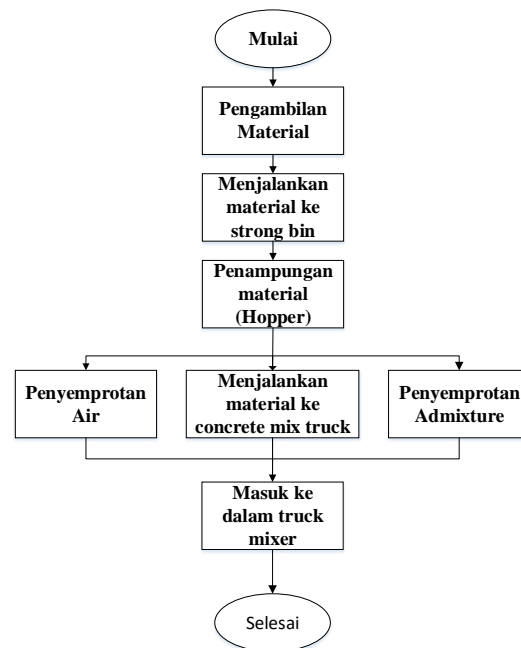 Mulai
Pengambilan
Material
Menjalankan
material ke
strong bin
Penampungan
material
(Hopper)
Penyemprotan
Air
Menjalankan
material ke
concrete mix truck
Penyemprotan
Admixture
Masuk ke
dalam truck
mixer
Selesai